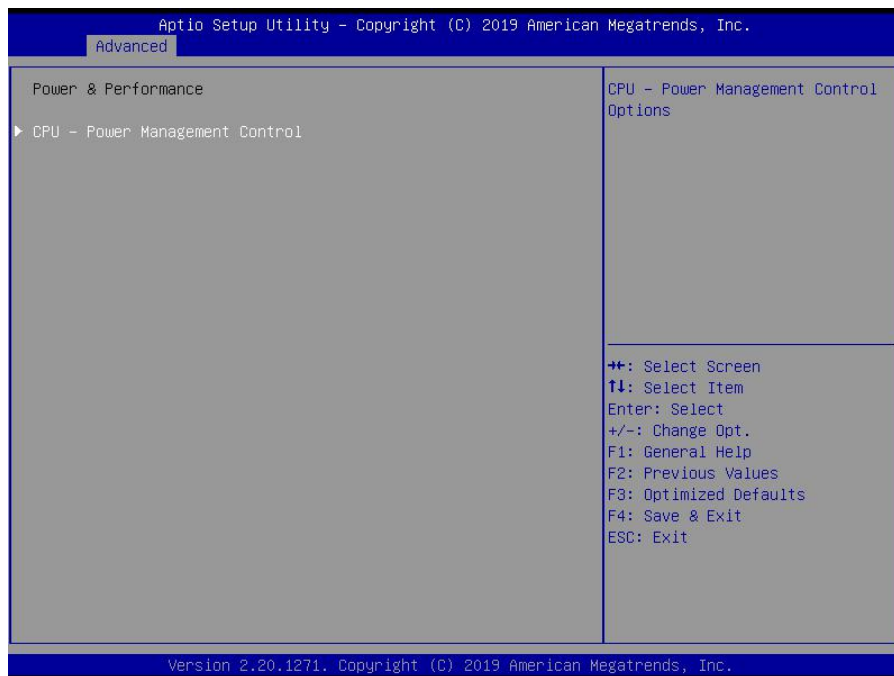 Aptio Setup Utility – Copyright (C) 2019 American Megatrends, Inc.
Advanced
Power & Performance
▶ CPU – Power Management Control
CPU – Power Management Control
Options
→←: Select Screen
↑↓: Select Item
Enter: Select
+/-: Change Opt.
F1: General Help
F2: Previous Values
F3: Optimized Defaults
F4: Save & Exit
ESC: Exit
Version 2.20.1271. Copyright (C) 2019 American Megatrends, Inc.